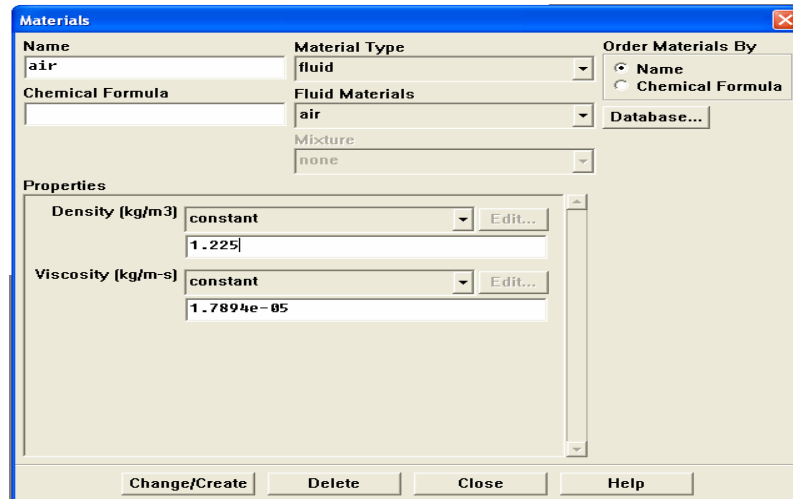 Materials
Name
air
Chemical Formula
Material Type
fluid
Fluid Materials
air
Mixture
none
Order Materials By
Name
Chemical Formula
Database...
Properties
Density (kg/m3) constant Edit...
1.225
Viscosity (kg/m-s) constant Edit...
1.7894e-05
Change/Create Delete Close Help